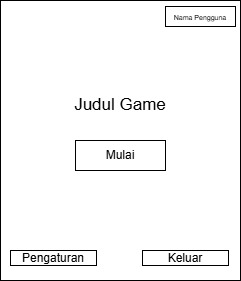 Nama Pengguna
Judul Game
Mulai
Pengaturan
Keluar